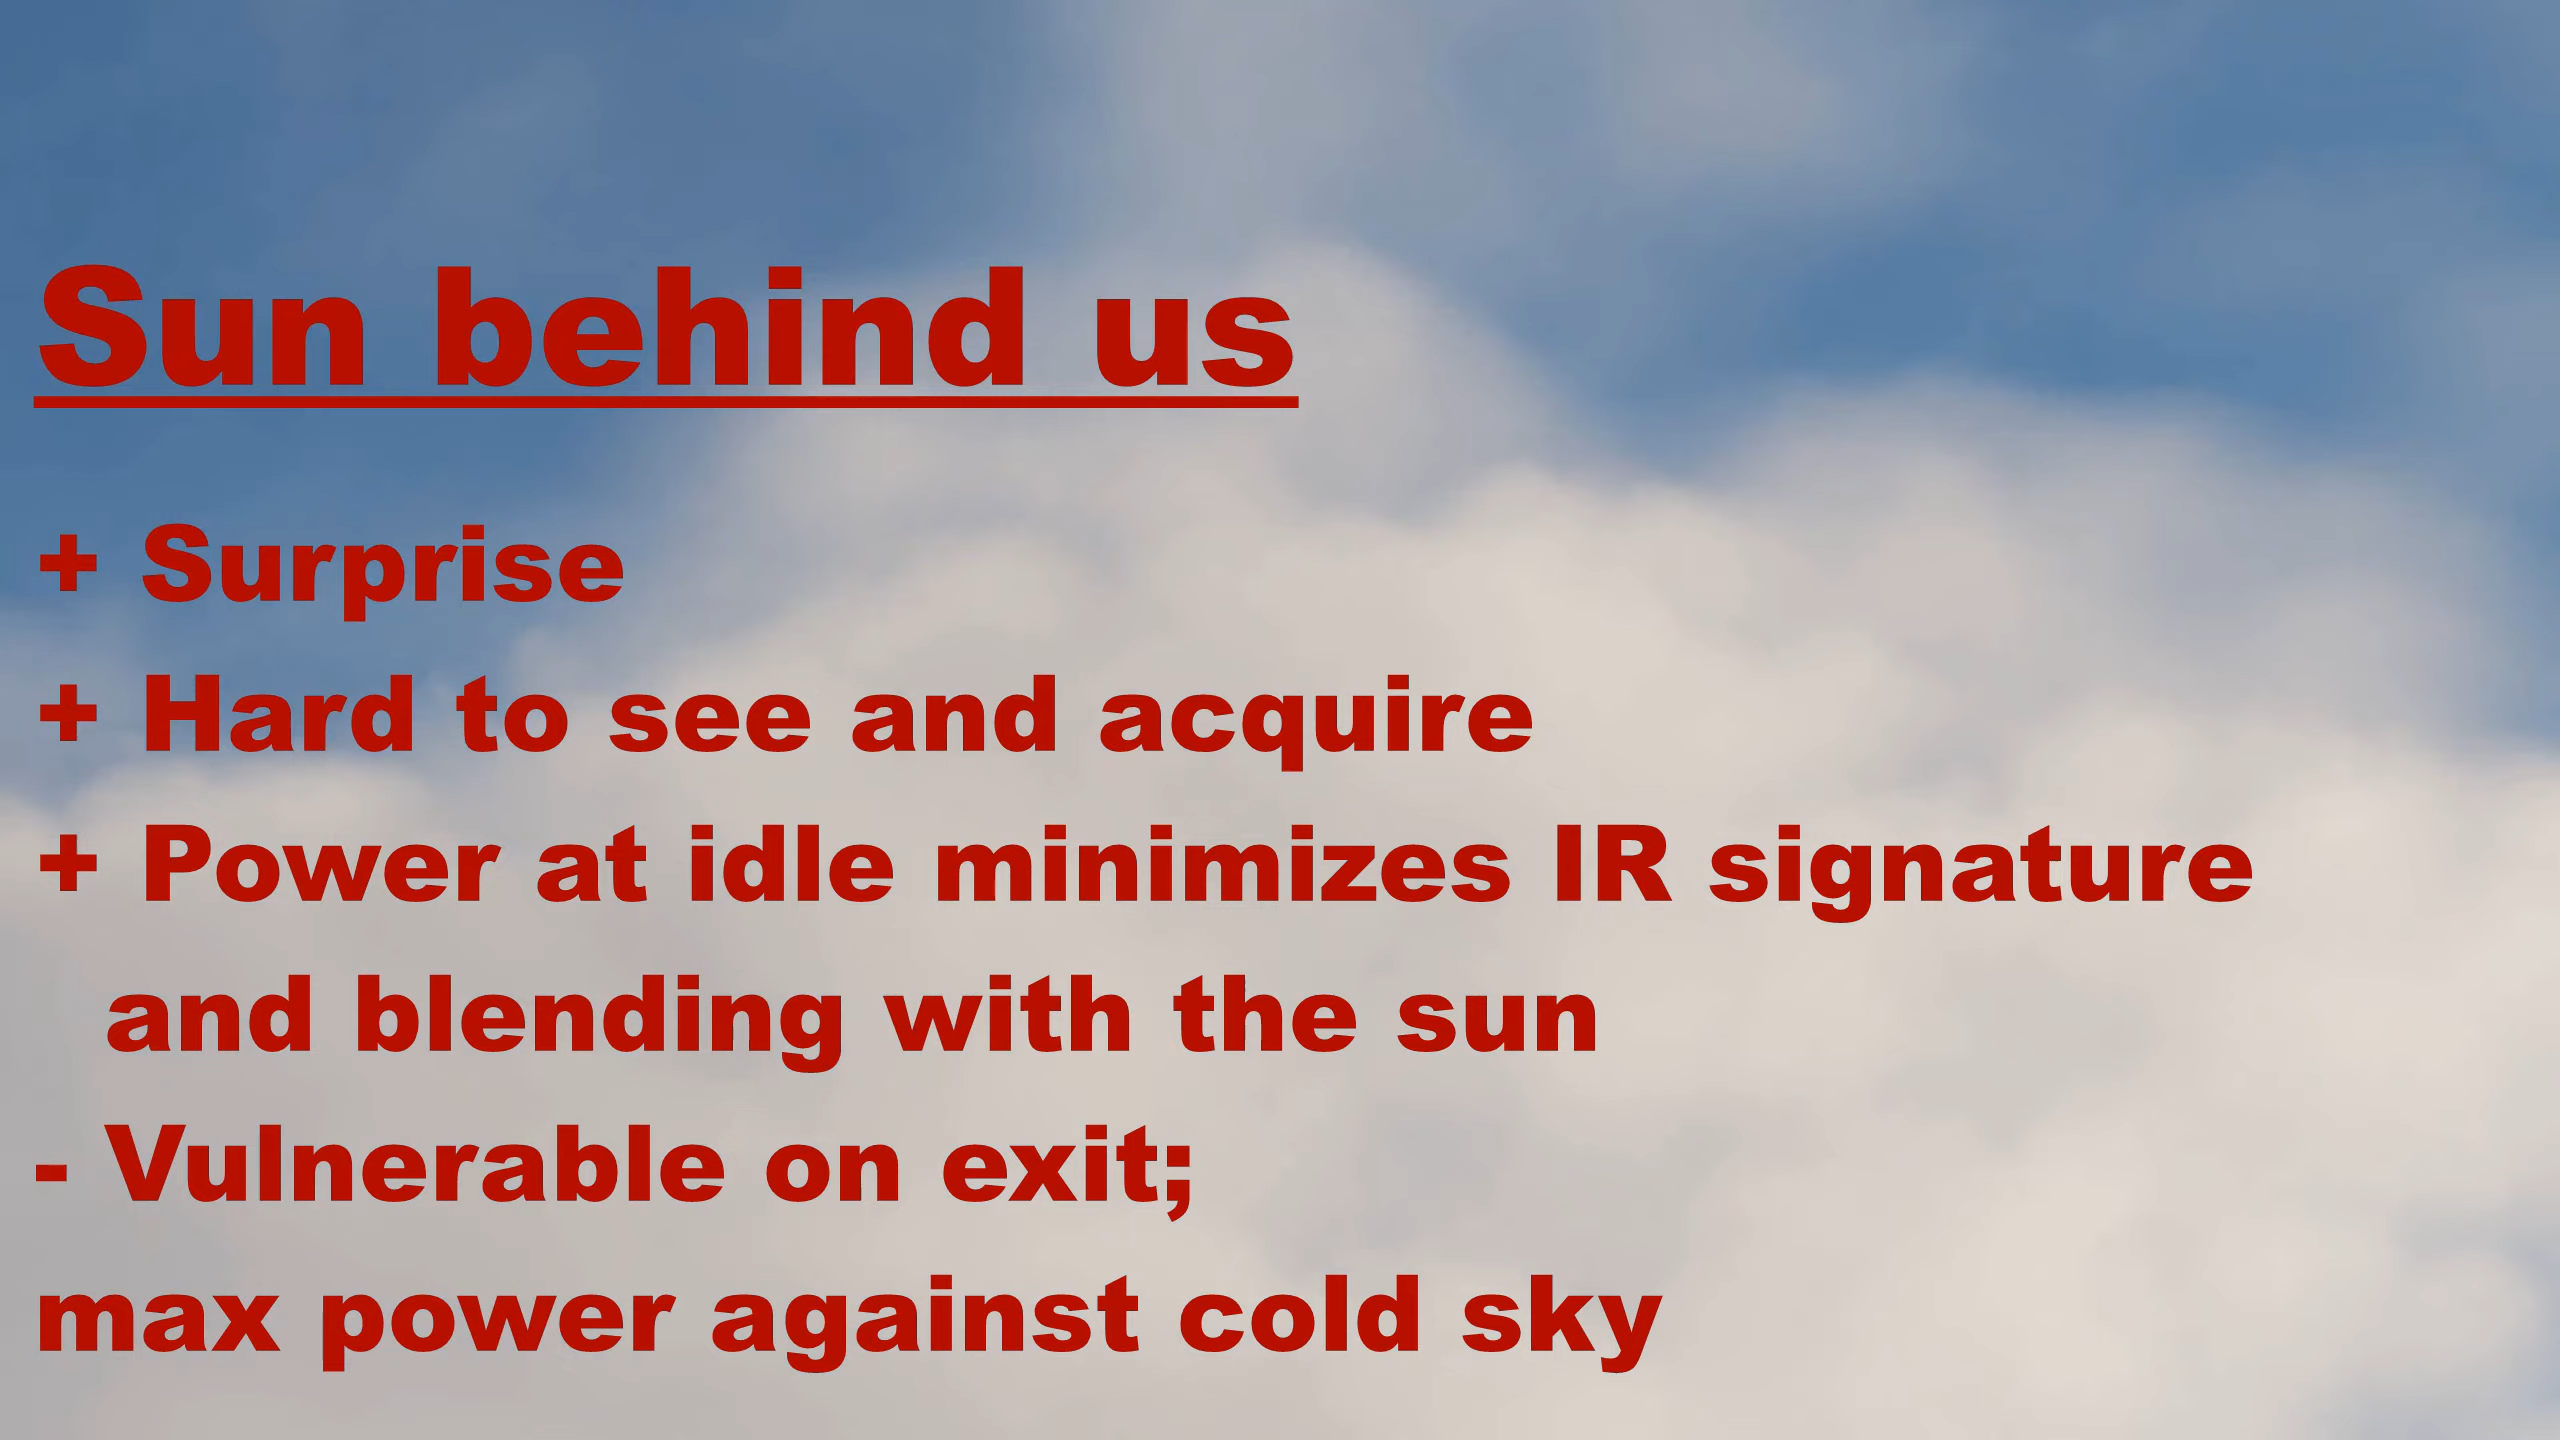 Sun behind us
+ Surprise
+ Hard to see and acquire
+ Power at idle minimizes IR signature
and blending with the sun
- Vulnerable on exit;
max power against cold sky